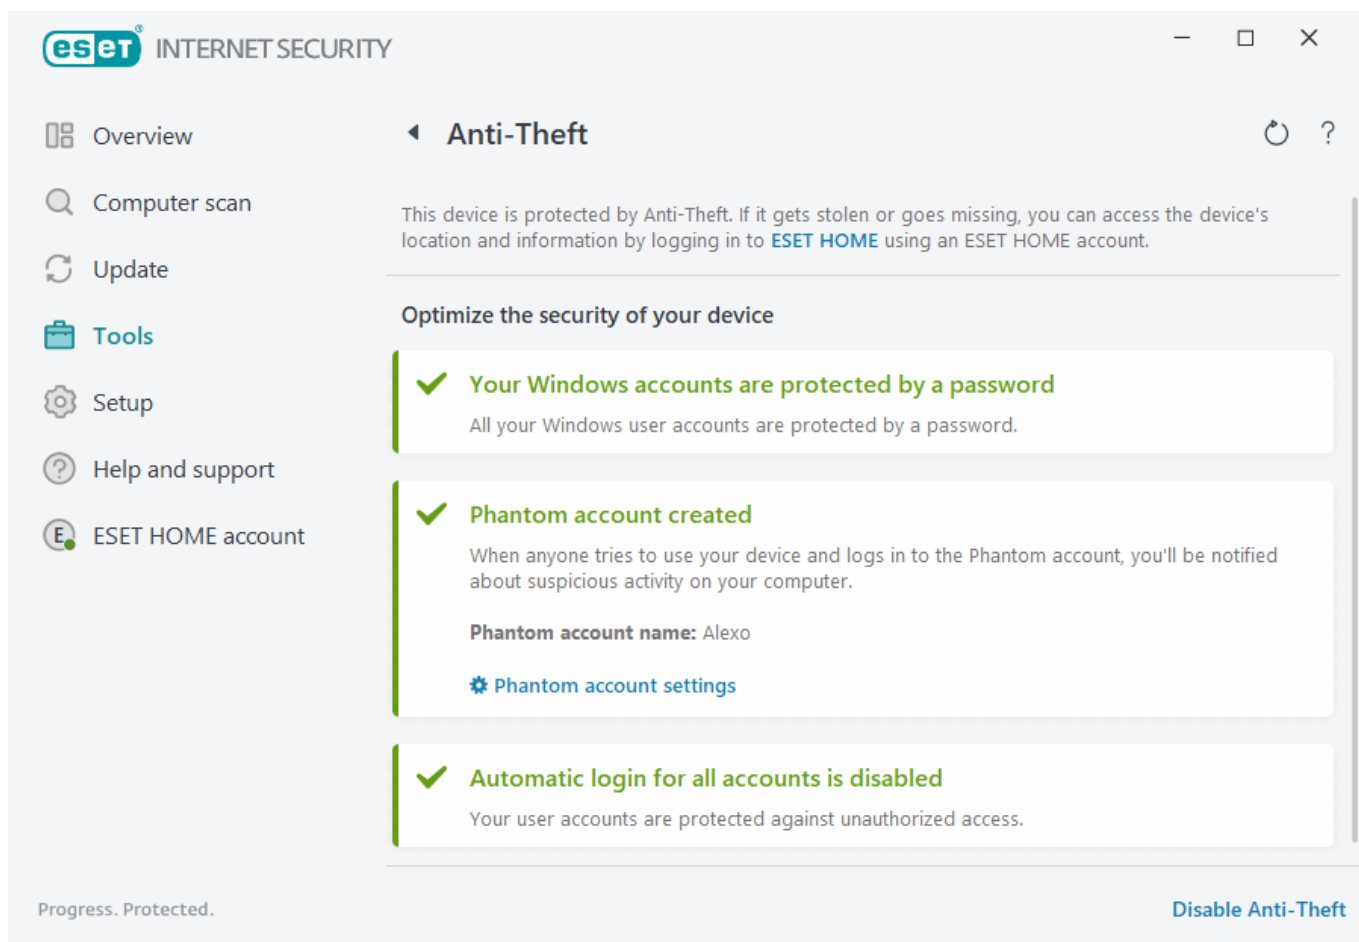 eseт® INTERNET SECURITY
Overview
Computer scan
Update
Tools
Setup
Help and support
E
ESET HOME account
Anti-Theft
?
This device is protected by Anti-Theft. If it gets stolen or goes missing, you can access the device's
location and information by logging in to ESET HOME using an ESET HOME account.
Optimize the security of your device
Your Windows accounts are protected by a password
All your Windows user accounts are protected by a password.
Phantom account created
When anyone tries to use your device and logs in to the Phantom account, you'll be notified
about suspicious activity on your computer.
Phantom account name: Alexo
Phantom account settings
Automatic login for all accounts is disabled
Your user accounts are protected against unauthorized access.
Progress. Protected.
Disable Anti-Theft